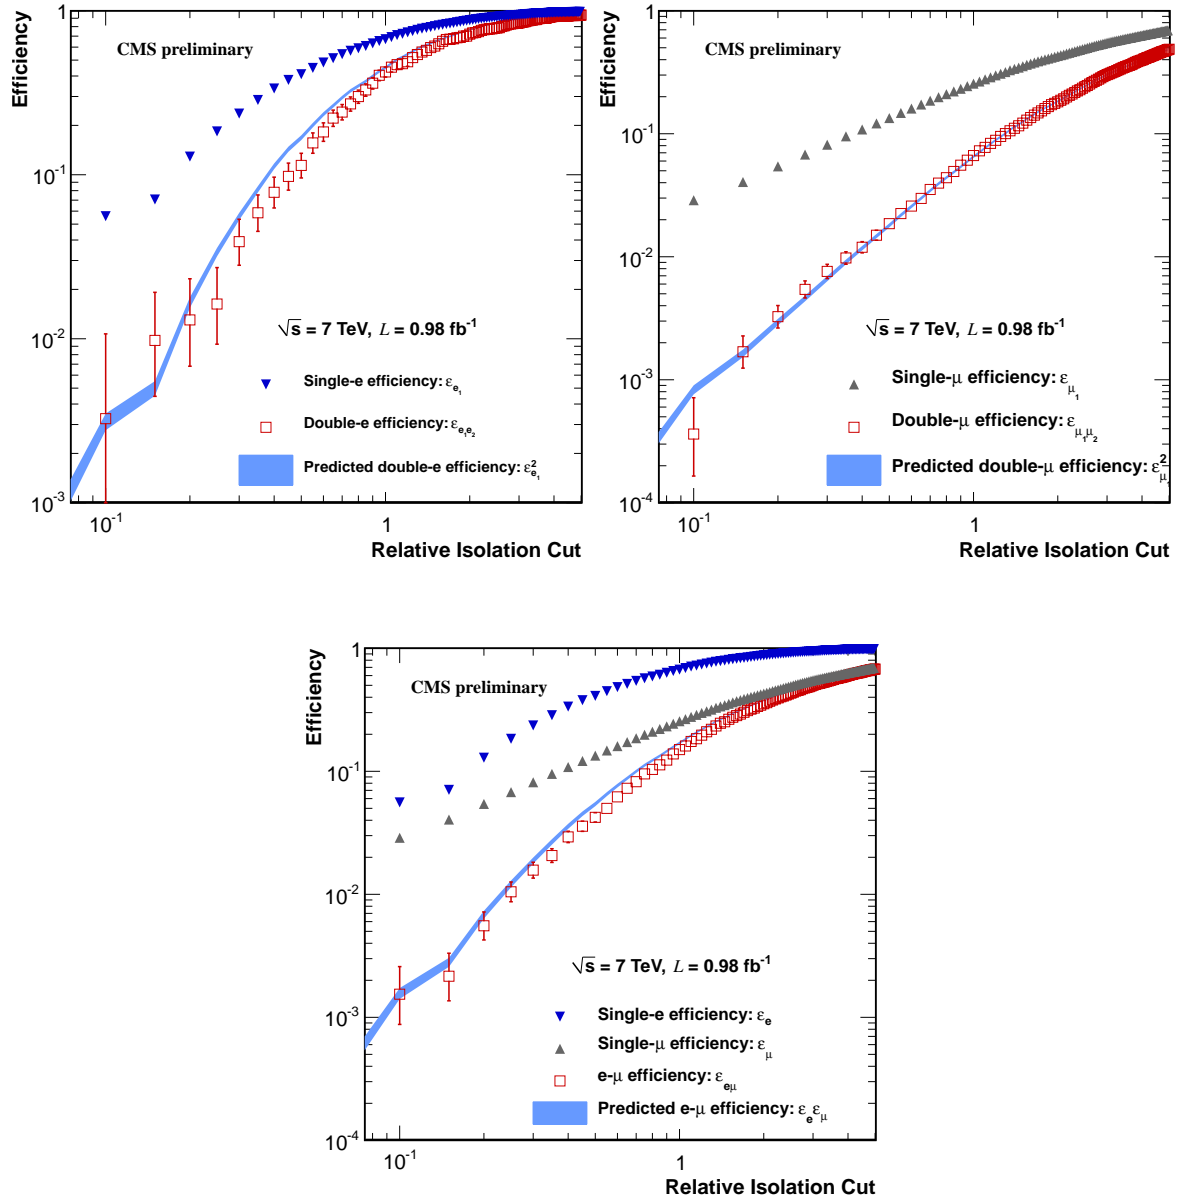 Efficiency
1
10⁻¹
10⁻²
10⁻³
CMS preliminary
√s = 7 TeV, L = 0.98 fb⁻¹
Single-e efficiency: ε_e₁
Double-e efficiency: ε_e₁e₂
Predicted double-e efficiency: ε²_e₁
10⁻¹
1
Relative Isolation Cut
Efficiency
1
10⁻¹
10⁻²
10⁻³
10⁻⁴
CMS preliminary
√s = 7 TeV, L = 0.98 fb⁻¹
Single-μ efficiency: ε_μ₁
Double-μ efficiency: ε_μ₁μ₂
Predicted double-μ efficiency: ε²_μ₁
10⁻¹
1
Relative Isolation Cut
Efficiency
1
10⁻¹
10⁻²
10⁻³
10⁻⁴
CMS preliminary
√s = 7 TeV, L = 0.98 fb⁻¹
Single-e efficiency: ε_e
Single-μ efficiency: ε_μ
e-μ efficiency: ε_eμ
Predicted e-μ efficiency: ε_e ε_μ
10⁻¹
1
Relative Isolation Cut